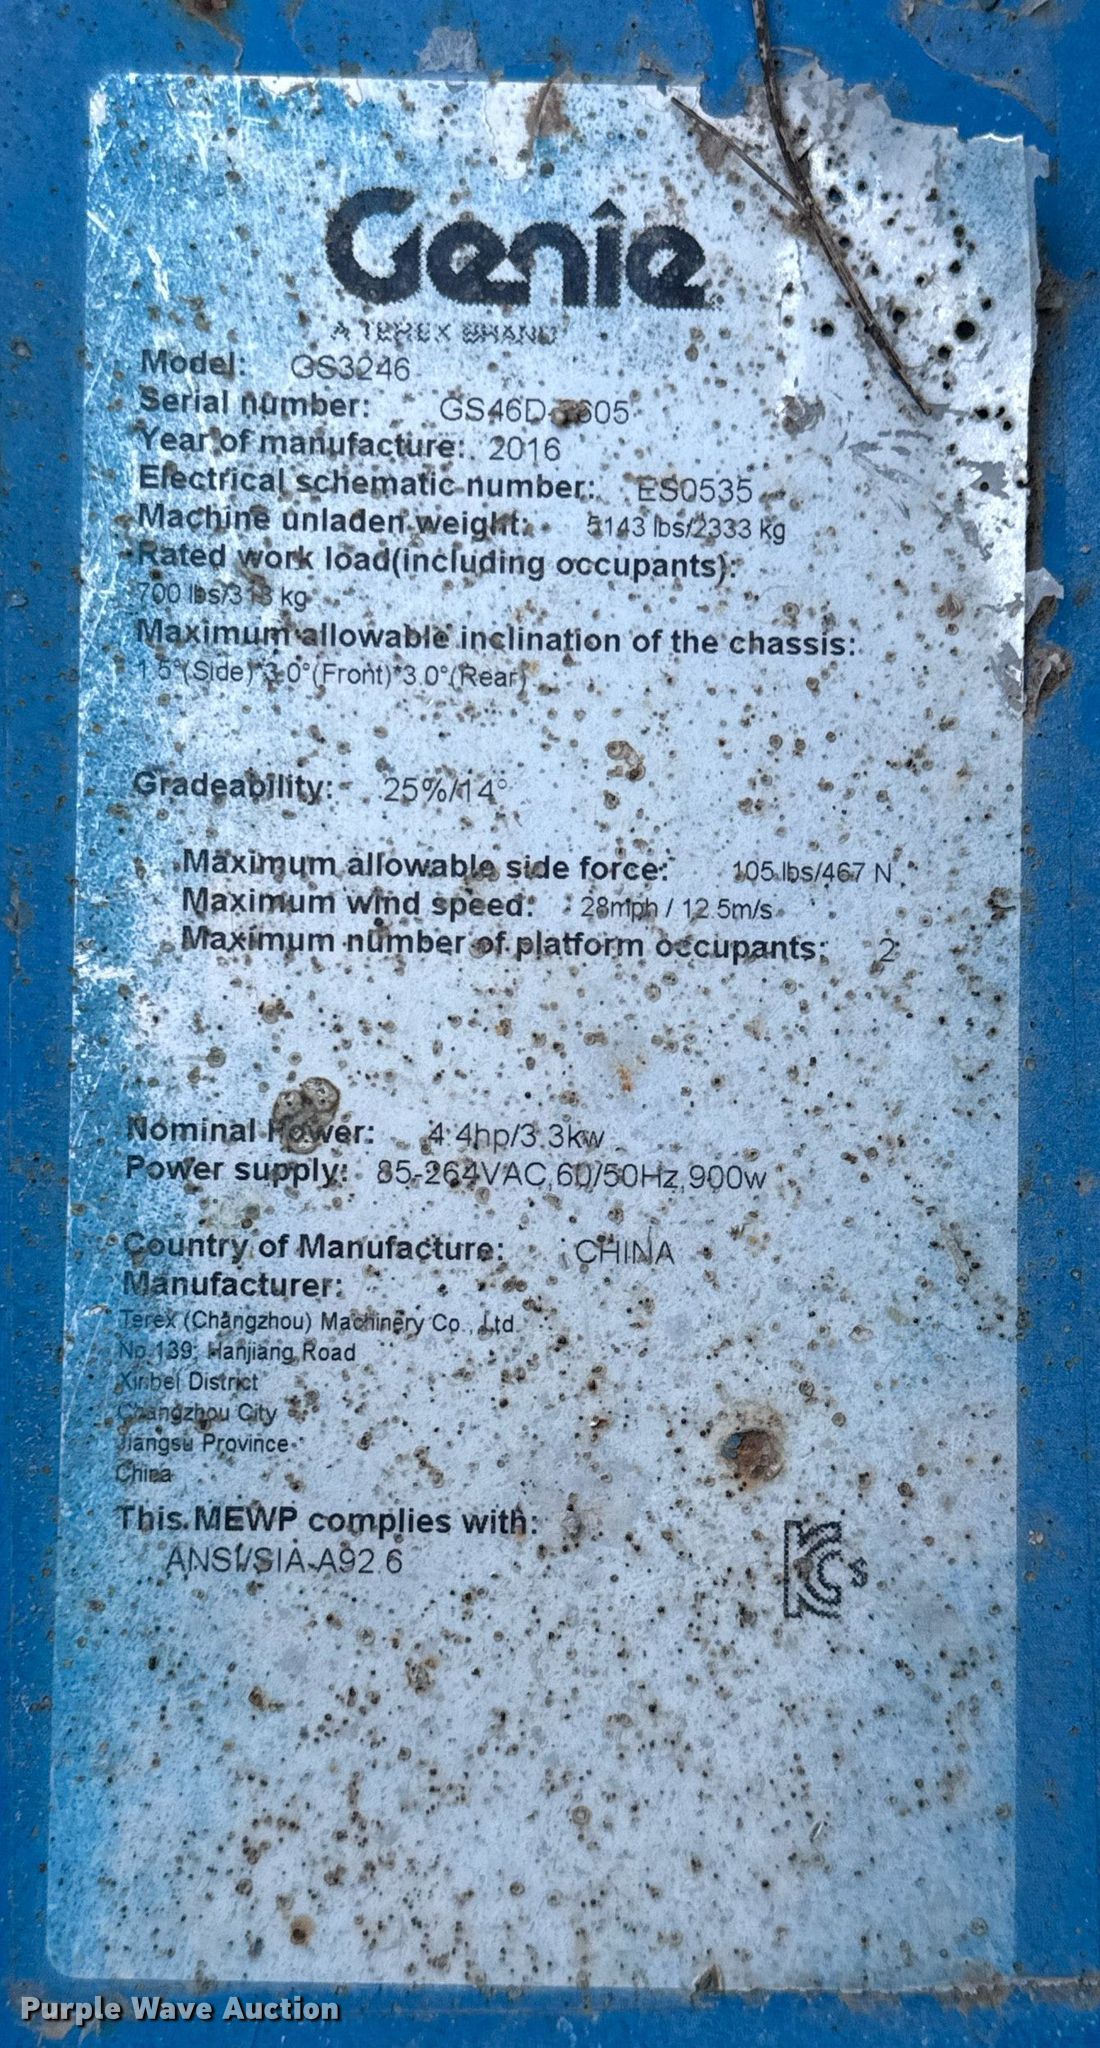 Genie
A TEREX BRAND
Model: GS3246
Serial number:
Year of manufacture: 2016
Electrical schematic number: ES0535
Machine unladen weight: 5143 lbs/2333 kg
Rated work load(including occupants):
700 lbs/318 kg
Maximum allowable inclination of the chassis:
1.5°(Side)*3.0°(Front)*3.0°(Rear)
Gradeability: 25%/14°
Maximum allowable side force: 105 lbs/467 N
Maximum wind speed: 28mph / 12.5m/s
Maximum number of platform occupants: 2
Nominal Power: 4.4hp/3.3kw
Power supply: 85-264VAC,60/50Hz,900w
Country of Manufacture: CHINA
Manufacturer:
Terex (Changzhou) Machinery Co., Ltd.
No.139, Hanjiang Road
Xinbei District
Changzhou City
Jiangsu Province
China
This MEWP complies with:
ANSI/SIA A92.6
KCs
Purple Wave Auction